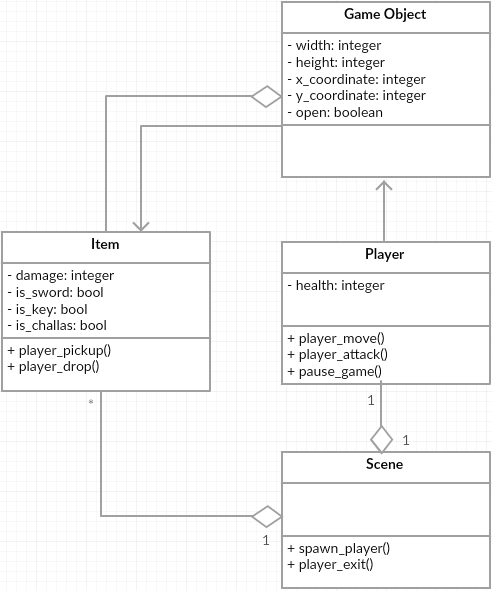 Game Object
- width: integer
- height: integer
- x_coordinate: integer
- y_coordinate: integer
- open: boolean
Item
- damage: integer
- is_sword: bool
- is_key: bool
- is_challas: bool
+ player_pickup()
+ player_drop()
*
Player
- health: integer
+ player_move()
+ player_attack()
+ pause_game()
1
1
Scene
1
+ spawn_player()
+ player_exit()